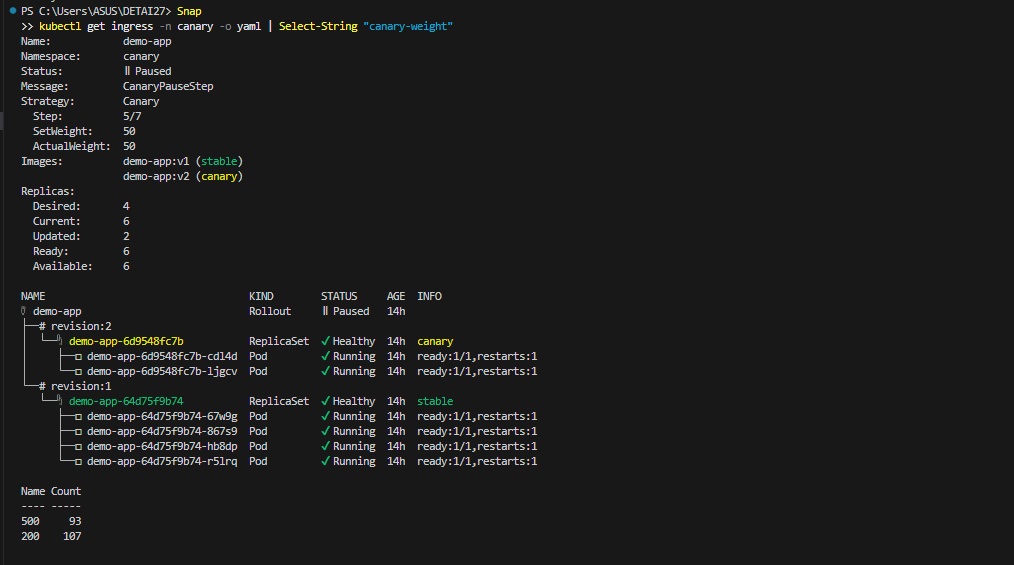 PS C:\Users\ASUS\DETAI27> Snap
>> kubectl get ingress -n canary -o yaml | Select-String "canary-weight"
Name: demo-app
Namespace: canary
Status: ॥ Paused
Message: CanaryPauseStep
Strategy: Canary
Step: 5/7
SetWeight: 50
ActualWeight: 50
Images: demo-app:v1 (stable)
demo-app:v2 (canary)
Replicas:
Desired: 4
Current: 6
Updated: 2
Ready: 6
Available: 6
NAME KIND STATUS AGE INFO
demo-app Rollout ॥ Paused 14h
# revision:2
demo-app-6d9548fc7b ReplicaSet ✓ Healthy 14h canary
demo-app-6d9548fc7b-cdl4d Pod ✓ Running 14h ready:1/1,restarts:1
demo-app-6d9548fc7b-ljgcv Pod ✓ Running 14h ready:1/1,restarts:1
# revision:1
demo-app-64d75f9b74 ReplicaSet ✓ Healthy 14h stable
demo-app-64d75f9b74-67w9g Pod ✓ Running 14h ready:1/1,restarts:1
demo-app-64d75f9b74-867s9 Pod ✓ Running 14h ready:1/1,restarts:1
demo-app-64d75f9b74-hb8dp Pod ✓ Running 14h ready:1/1,restarts:1
demo-app-64d75f9b74-r5lrq Pod ✓ Running 14h ready:1/1,restarts:1
Name Count
---- -----
500 93
200 107